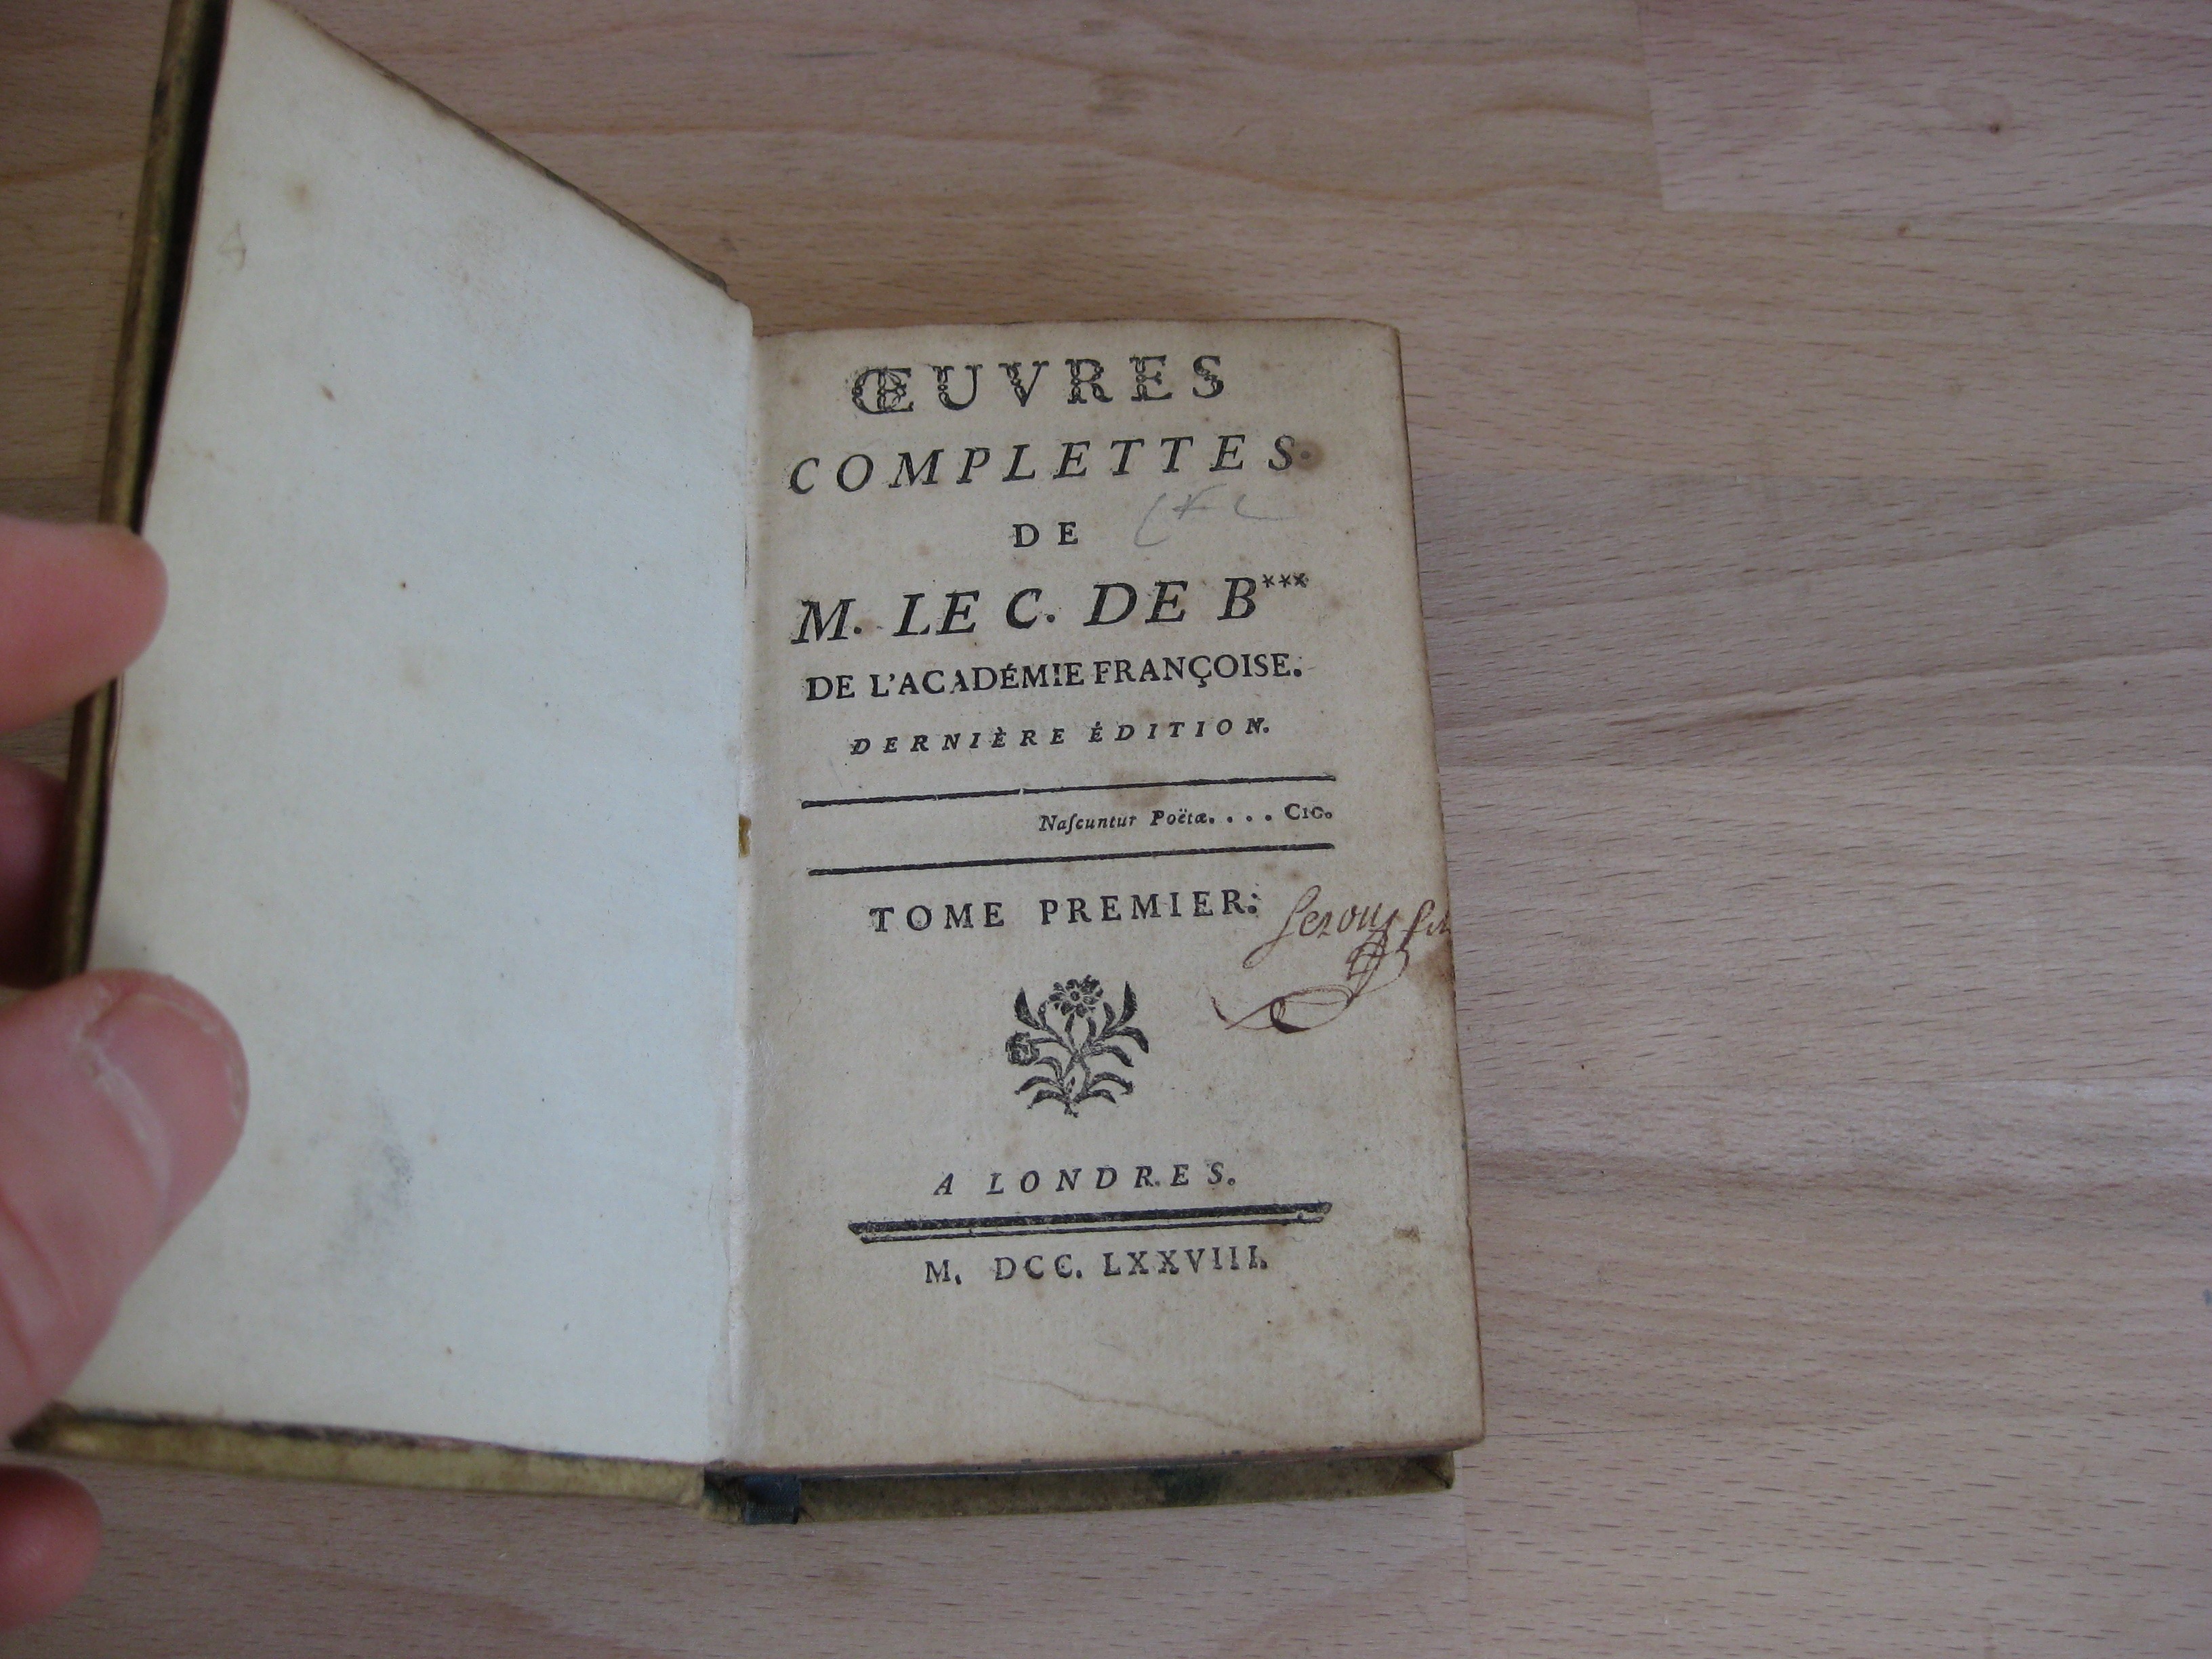 ŒUVRES
COMPLETTES
DE
M. LE C. DE B***
DE L'ACADÉMIE FRANÇOISE.
DERNIÈRE ÉDITION.
Naſcuntur Poëtæ. . . . CIC.
TOME PREMIER.
A LONDRES.
M. DCC. LXXVIII.